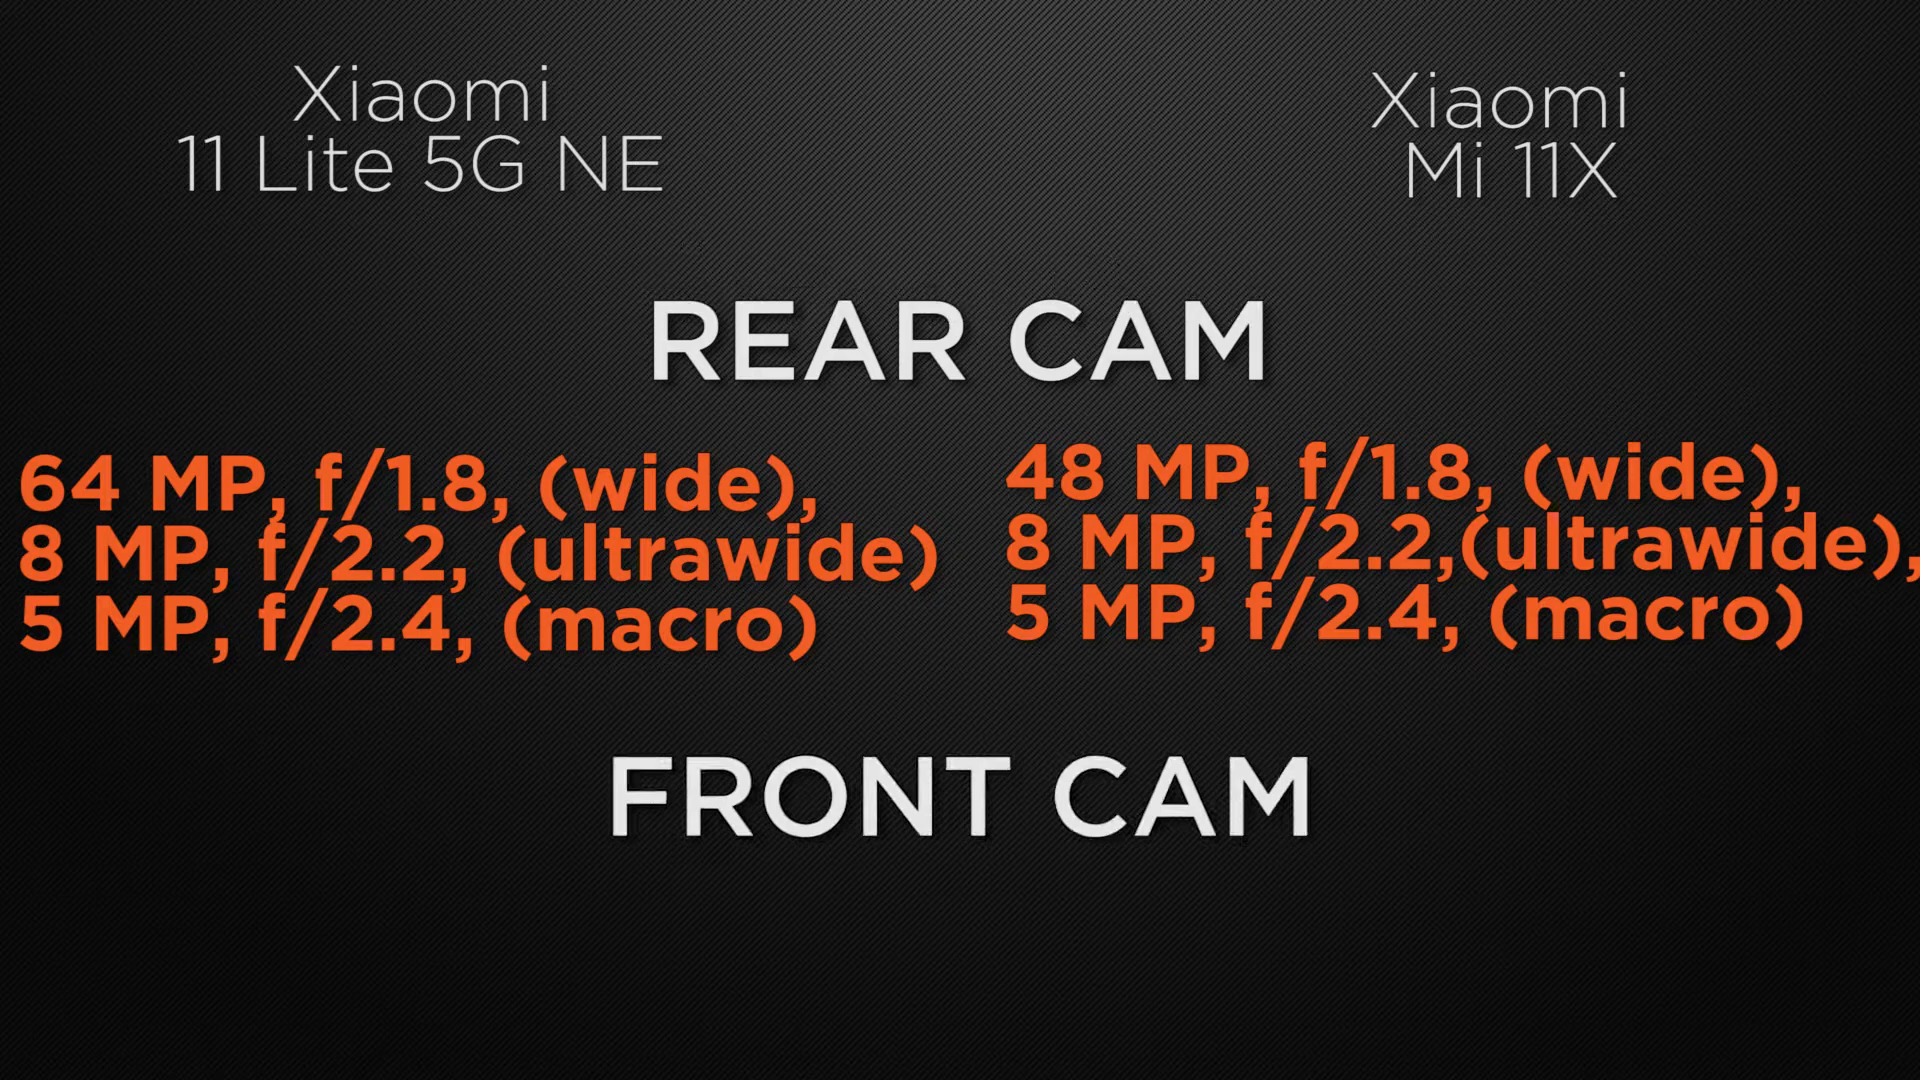 Xiaomi
11 Lite 5G NE
Xiaomi
Mi 11X
REAR CAM
64 MP, f/1.8, (wide),
8 MP, f/2.2, (ultrawide)
5 MP, f/2.4, (macro)
48 MP, f/1.8, (wide),
8 MP, f/2.2,(ultrawide),
5 MP, f/2.4, (macro)
FRONT CAM